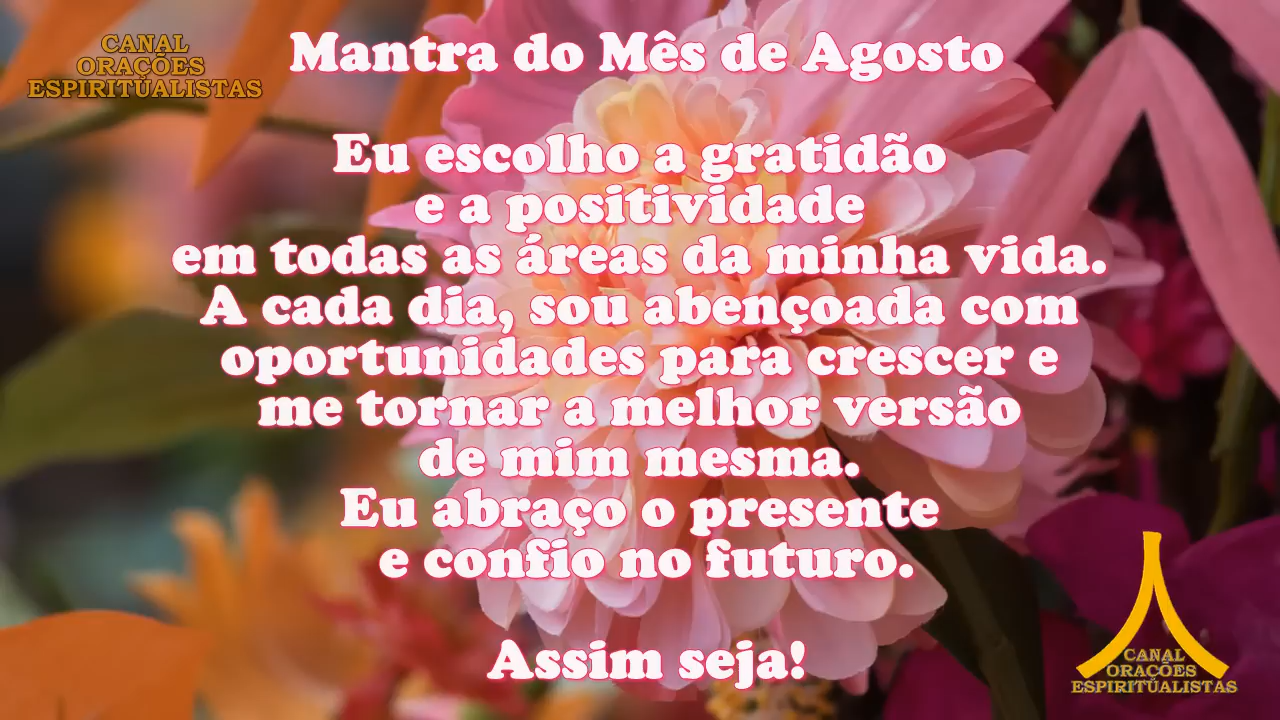 CANAL
ORAÇÕES
ESPIRITUALISTAS
Mantra do Mês de Agosto
Eu escolho a gratidão
e a positividade
em todas as áreas da minha vida.
A cada dia, sou abençoada com
oportunidades para crescer e
me tornar a melhor versão
de mim mesma.
Eu abraço o presente
e confio no futuro.
Assim seja!
CANAL
ORAÇÕES
ESPIRITUALISTAS